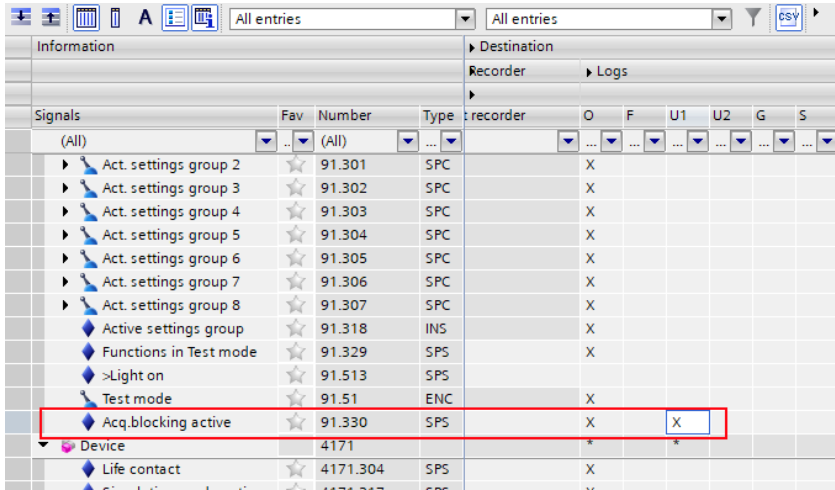 A All entries All entries CSV
Information Destination
Recorder Logs
Signals Fav Number Type t recorder O F U1 U2 G S
(All) .. (All) ... ... ... ... ... ... ...
Act. settings group 2 91.301 SPC X
Act. settings group 3 91.302 SPC X
Act. settings group 4 91.303 SPC X
Act. settings group 5 91.304 SPC X
Act. settings group 6 91.305 SPC X
Act. settings group 7 91.306 SPC X
Act. settings group 8 91.307 SPC X
Active settings group 91.318 INS X
Functions in Test mode 91.329 SPS X
>Light on 91.513 SPS
Test mode 91.51 ENC X
Acq.blocking active 91.330 SPS X X
Device 4171 * *
Life contact 4171.304 SPS X